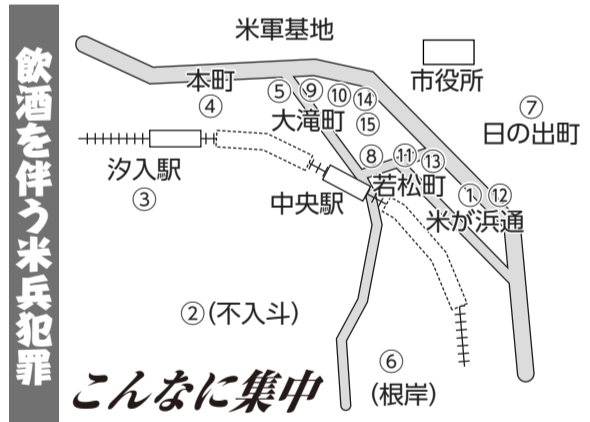 飲酒を伴う米兵犯罪
米軍基地
市役所
本町
④
⑤
⑨
⑩
⑭
⑮
大滝町
⑦
日の出町
汐入駅
③
中央駅
⑧
⑪
⑬
若松町
①
⑫
米が浜通
②(不入斗)
⑥
(根岸)
こんなに集中